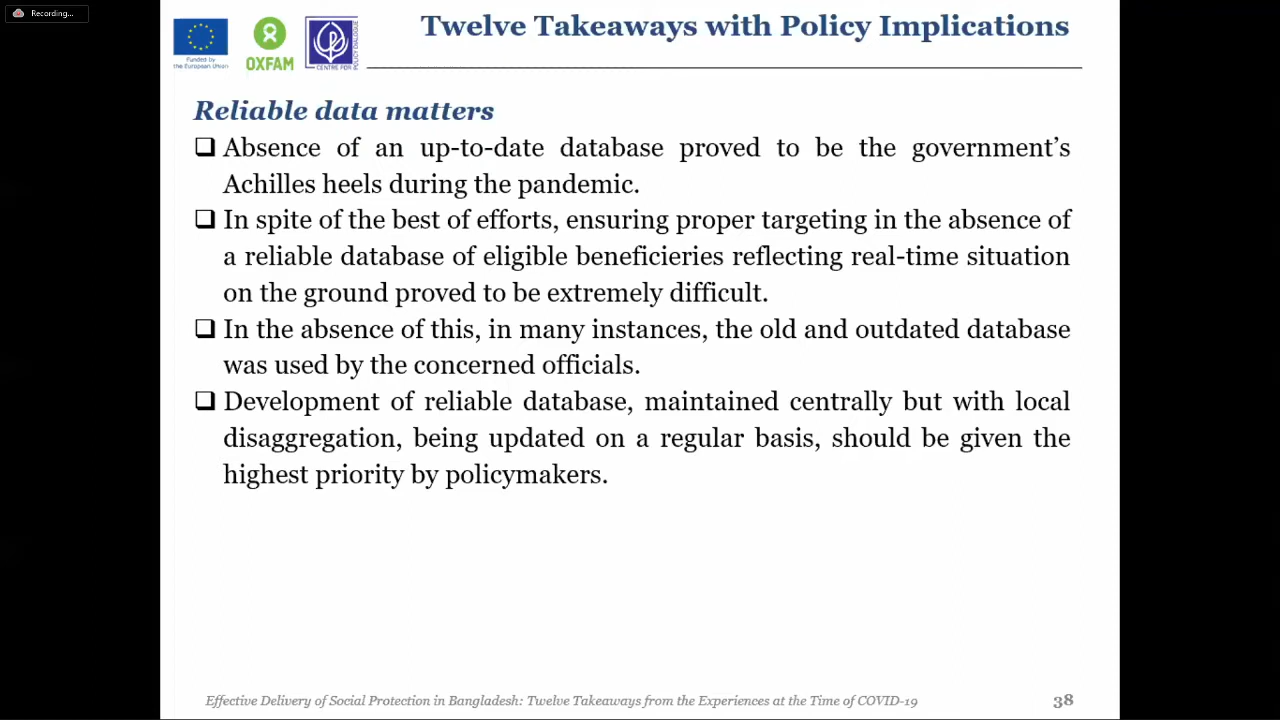 Recording...
Twelve Takeaways with Policy Implications
Funded by
the European Union
OXFAM
CENTRE FOR
POLICY DIALOGUE
Reliable data matters
❑ Absence of an up-to-date database proved to be the government’s
Achilles heels during the pandemic.
❑ In spite of the best of efforts, ensuring proper targeting in the absence of
a reliable database of eligible beneficieries reflecting real-time situation
on the ground proved to be extremely difficult.
❑ In the absence of this, in many instances, the old and outdated database
was used by the concerned officials.
❑ Development of reliable database, maintained centrally but with local
disaggregation, being updated on a regular basis, should be given the
highest priority by policymakers.
Effective Delivery of Social Protection in Bangladesh: Twelve Takeaways from the Experiences at the Time of COVID-19
38